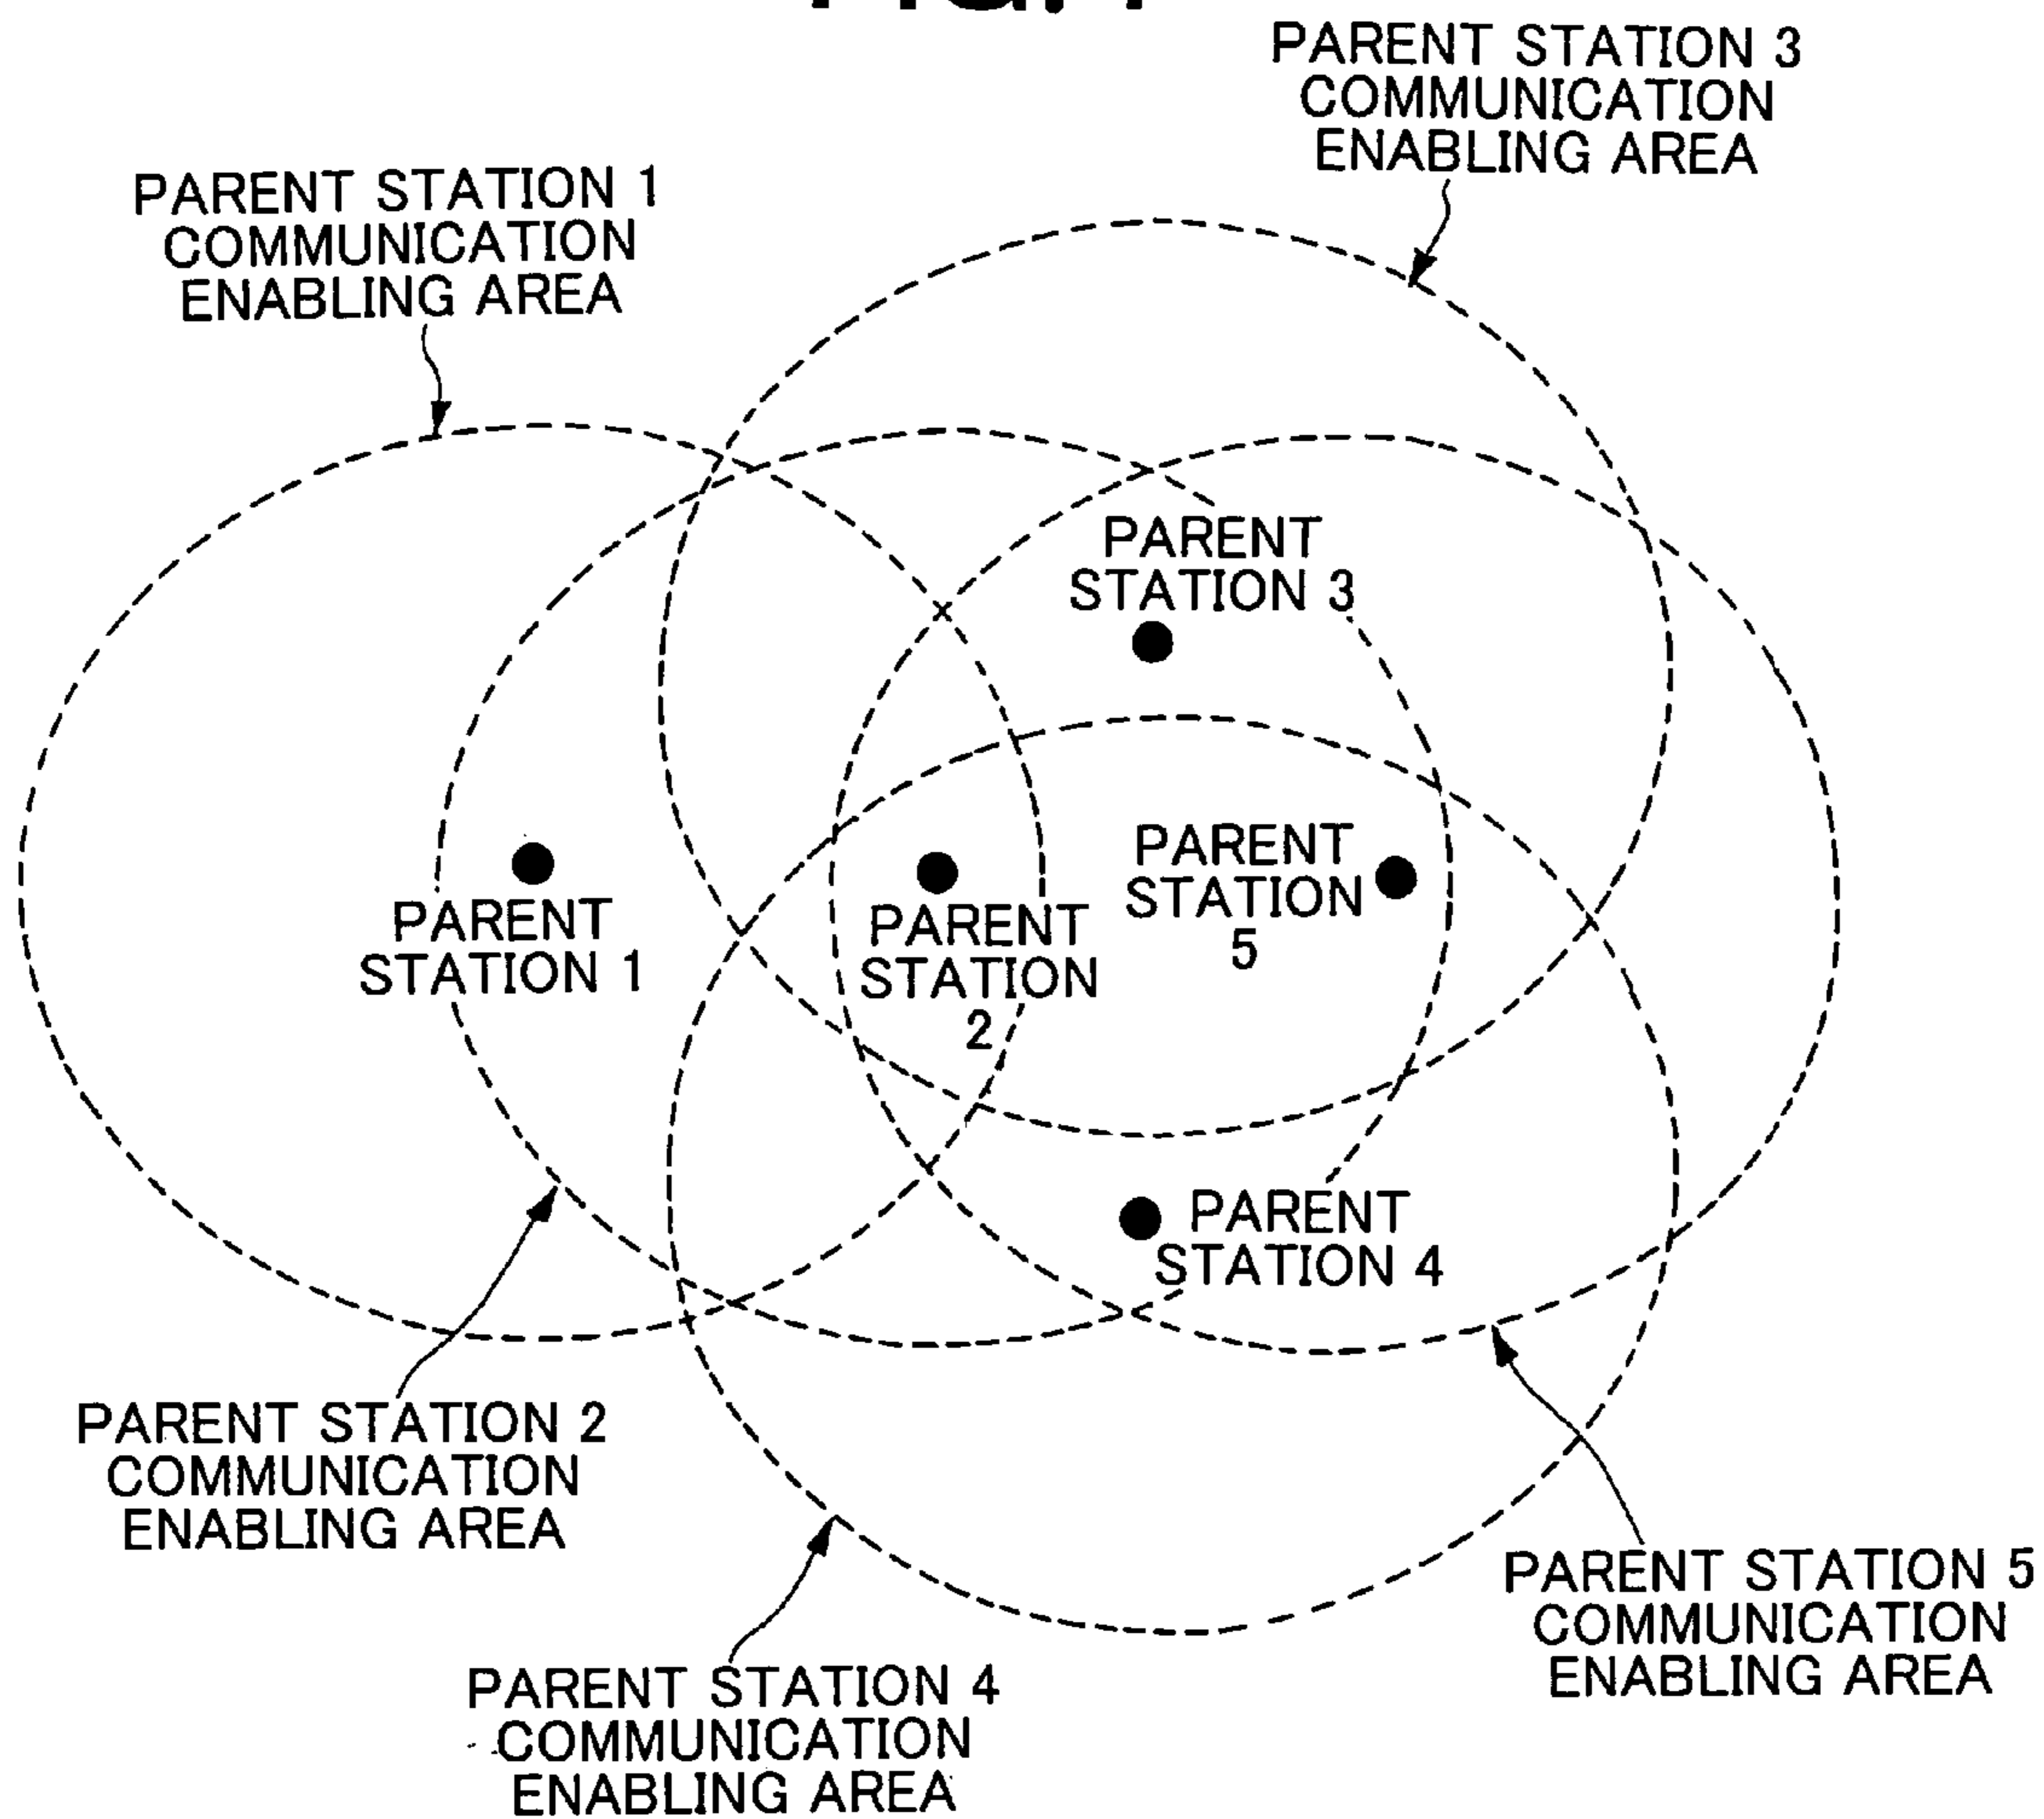 PARENT STATION 3
COMMUNICATION
ENABLING AREA
PARENT STATION 1
COMMUNICATION
ENABLING AREA
PARENT
STATION 3
PARENT
STATION 1
PARENT
STATION
2
PARENT
STATION
5
PARENT
STATION 4
PARENT STATION 2
COMMUNICATION
ENABLING AREA
PARENT STATION 5
COMMUNICATION
ENABLING AREA
PARENT STATION 4
COMMUNICATION
ENABLING AREA